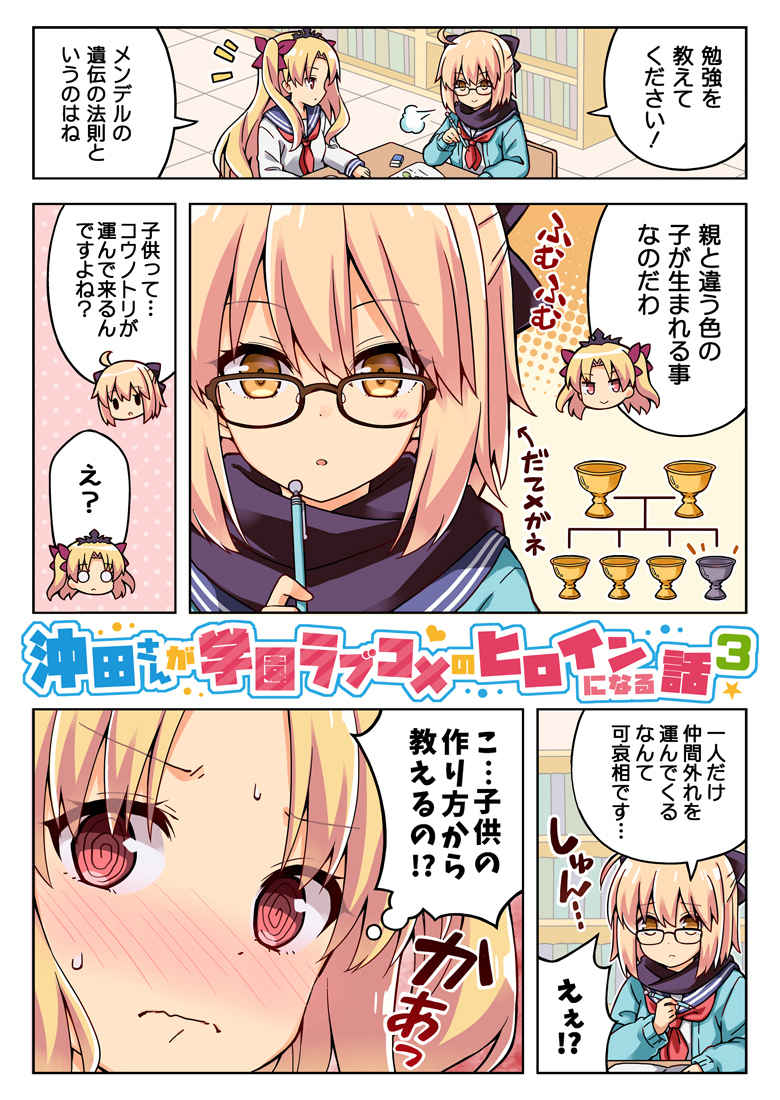 勉強を
教えて
ください!
メンデルの
遺伝の法則と
いうのはね
親と違う色の
子が生まれる事
なのだわ
ふむふむ
←だてメガネ
子供って…
コウノトリが
運んで来るん
ですよね?
え?
沖田さんが学園ラブコメのヒロインになる話3
一人だけ
仲間外れを
運んでくる
なんて
可哀相です…
しゅん…
えぇ!?
こ…子供の
作り方から
教えるの!?
かあっ